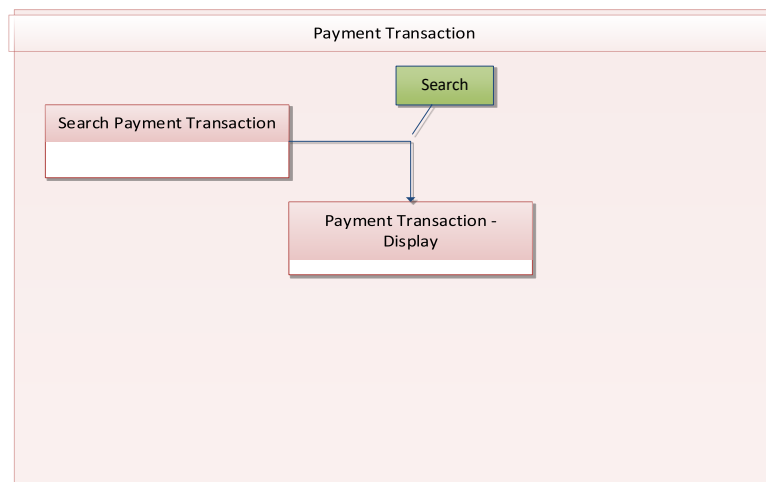 Payment Transaction
Search
Search Payment Transaction
Payment Transaction -
Display